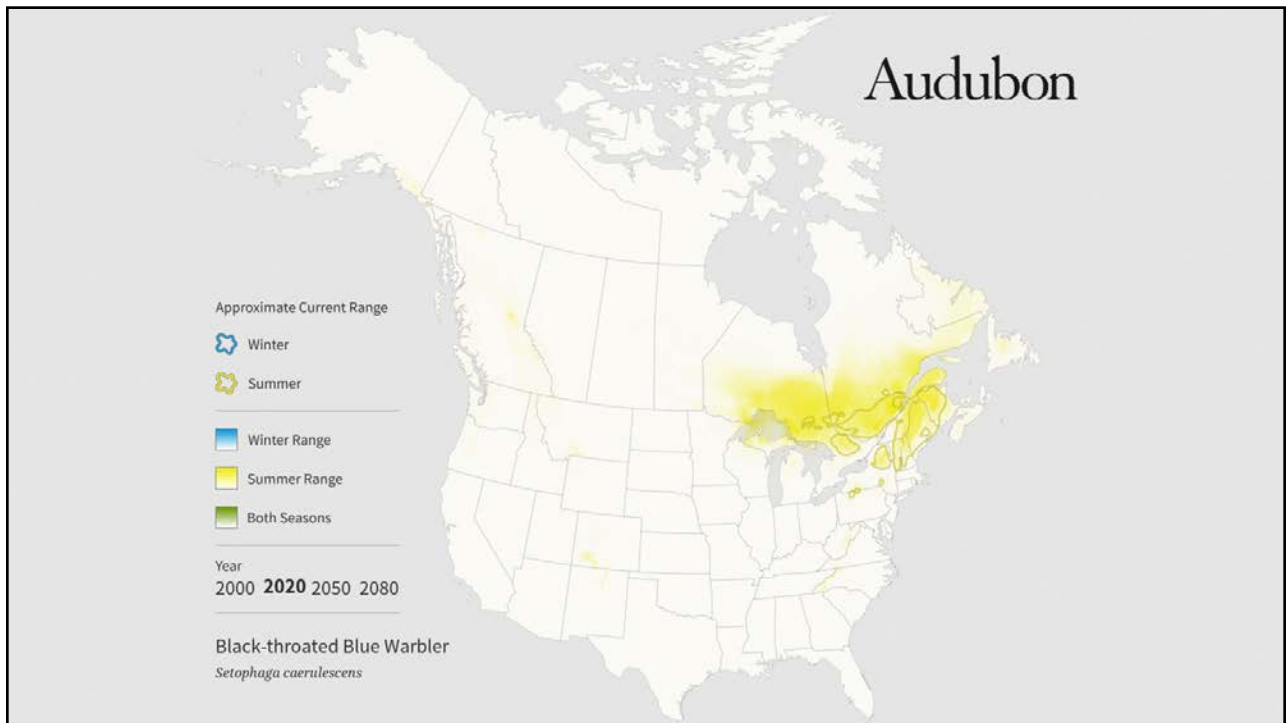 Audubon
Approximate Current Range
Winter
Summer
Winter Range
Summer Range
Both Seasons
Year
2000 2020 2050 2080
Black-throated Blue Warbler
Setophaga caerulescens